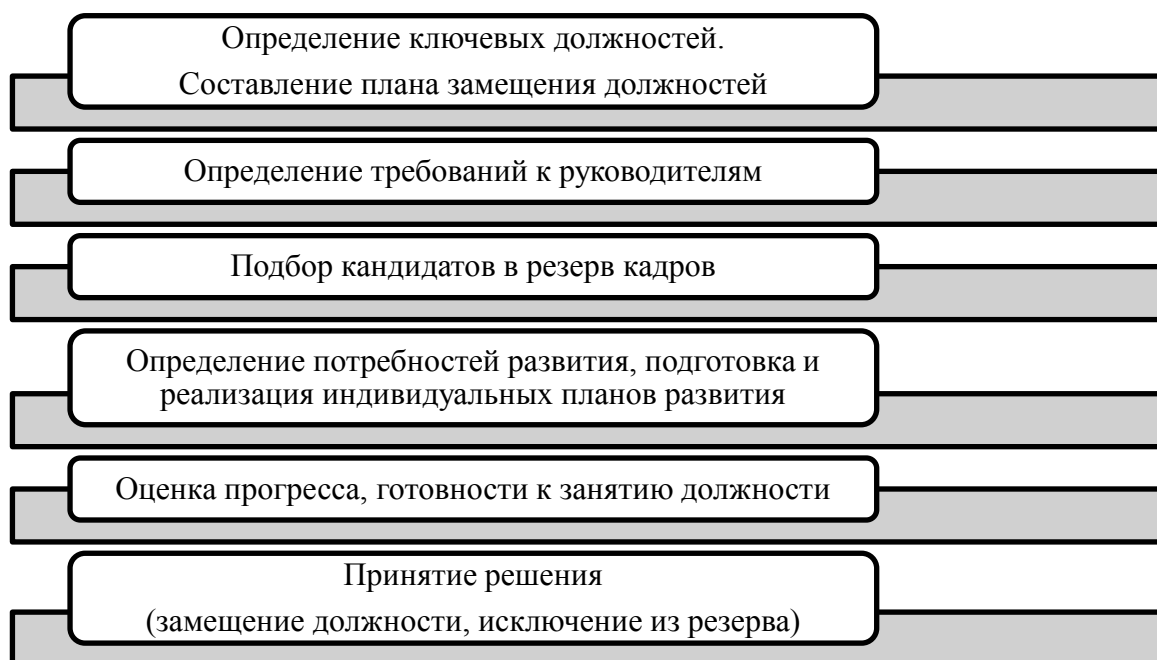 Определение ключевых должностей.
Составление плана замещения должностей
Определение требований к руководителям
Подбор кандидатов в резерв кадров
Определение потребностей развития, подготовка и
реализация индивидуальных планов развития
Оценка прогресса, готовности к занятию должности
Принятие решения
(замещение должности, исключение из резерва)